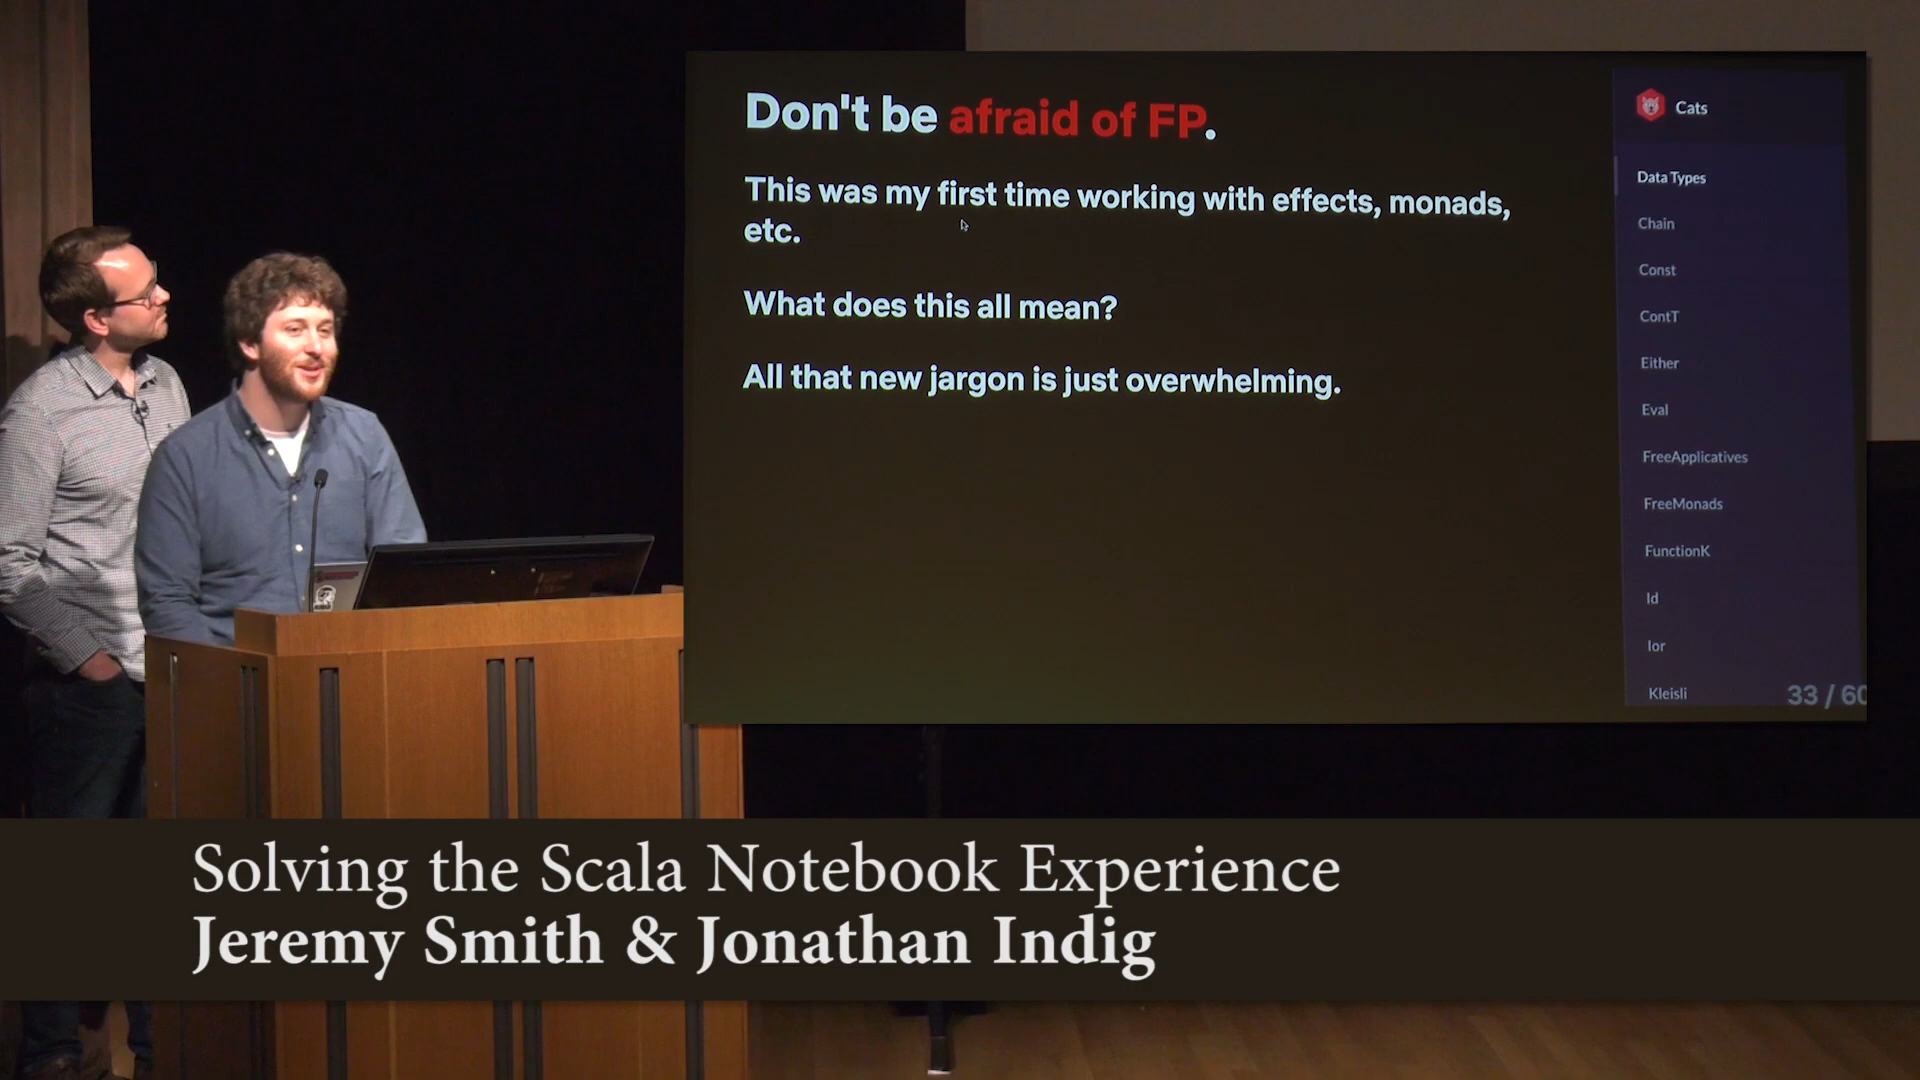 Don't be afraid of FP.
This was my first time working with effects, monads,
etc.
What does this all mean?
All that new jargon is just overwhelming.
Cats
Data Types
Chain
Const
ContT
Either
Eval
FreeApplicatives
FreeMonads
FunctionK
Id
Ior
Kleisli
33 / 60
Solving the Scala Notebook Experience
Jeremy Smith & Jonathan Indig